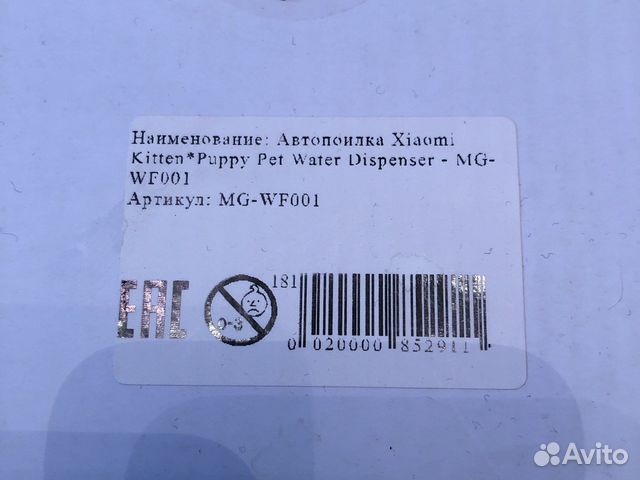 Наименование: Автопоилка Xiaomi
Kitten*Puppy Pet Water Dispenser - MG-
WF001
Артикул: MG-WF001
EAC
0-3
181
0 020000 852911
Avito